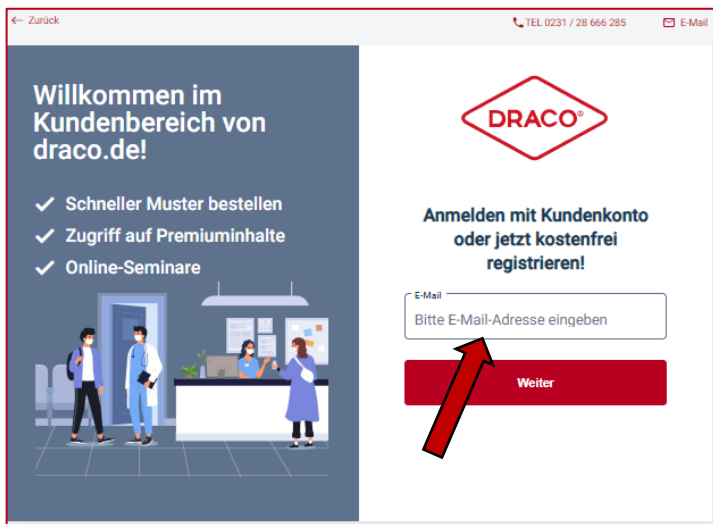 ← Zurück
TEL 0231 / 28 666 285
E-Mail
Willkommen im
Kundenbereich von
draco.de!
Schneller Muster bestellen
Zugriff auf Premiuminhalte
Online-Seminare
DRACO®
Anmelden mit Kundenkonto
oder jetzt kostenfrei
registrieren!
E-Mail
Bitte E-Mail-Adresse eingeben
Weiter